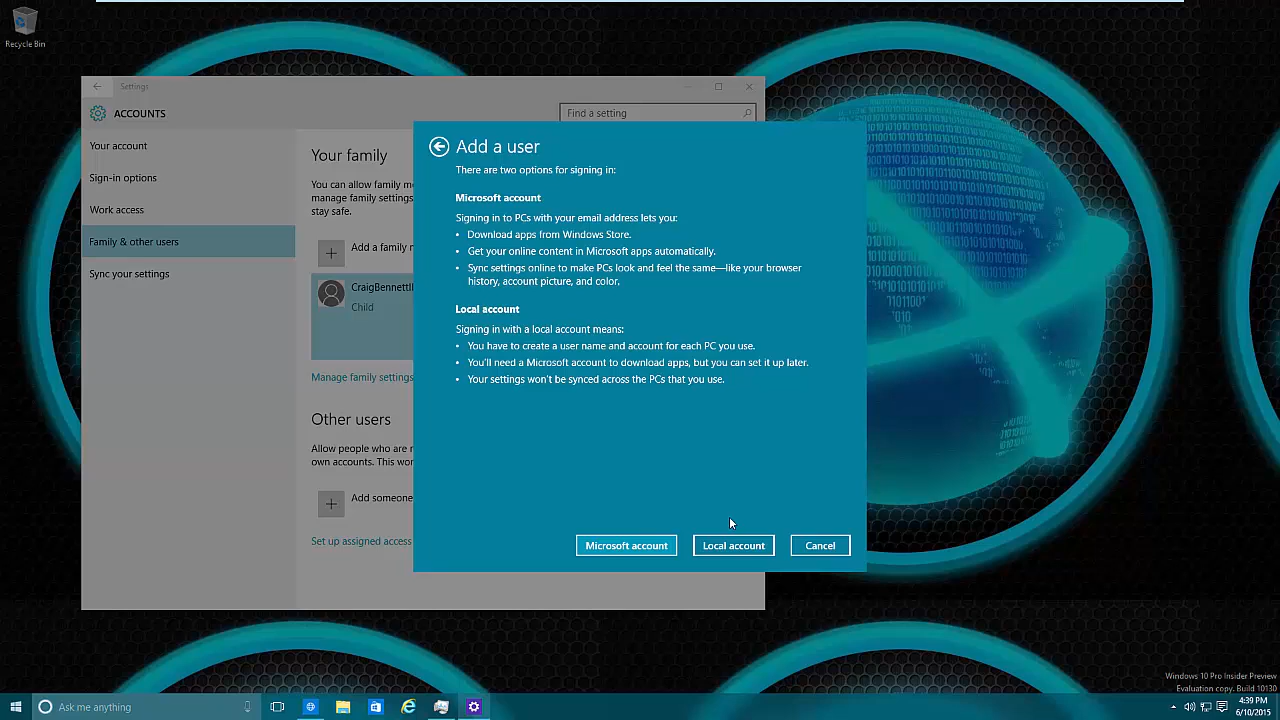 Recycle Bin
Settings
ACCOUNTS
Find a setting
Your account
Sign-in options
Work access
Family & other users
Sync your settings
Your family
You can allow family me
manage family settings
stay safe.
Add a family n
CraigBennettII
Child
Manage family settings
Other users
Allow people who are n
own accounts. This wor
Add someone
Set up assigned access
Add a user
There are two options for signing in:
Microsoft account
Signing in to PCs with your email address lets you:
• Download apps from Windows Store.
• Get your online content in Microsoft apps automatically.
• Sync settings online to make PCs look and feel the same—like your browser
history, account picture, and color.
Local account
Signing in with a local account means:
• You have to create a user name and account for each PC you use.
• You'll need a Microsoft account to download apps, but you can set it up later.
• Your settings won't be synced across the PCs that you use.
Microsoft account
Local account
Cancel
Windows 10 Pro Insider Preview
Evaluation copy. Build 10130
Ask me anything
4:39 PM
6/10/2015